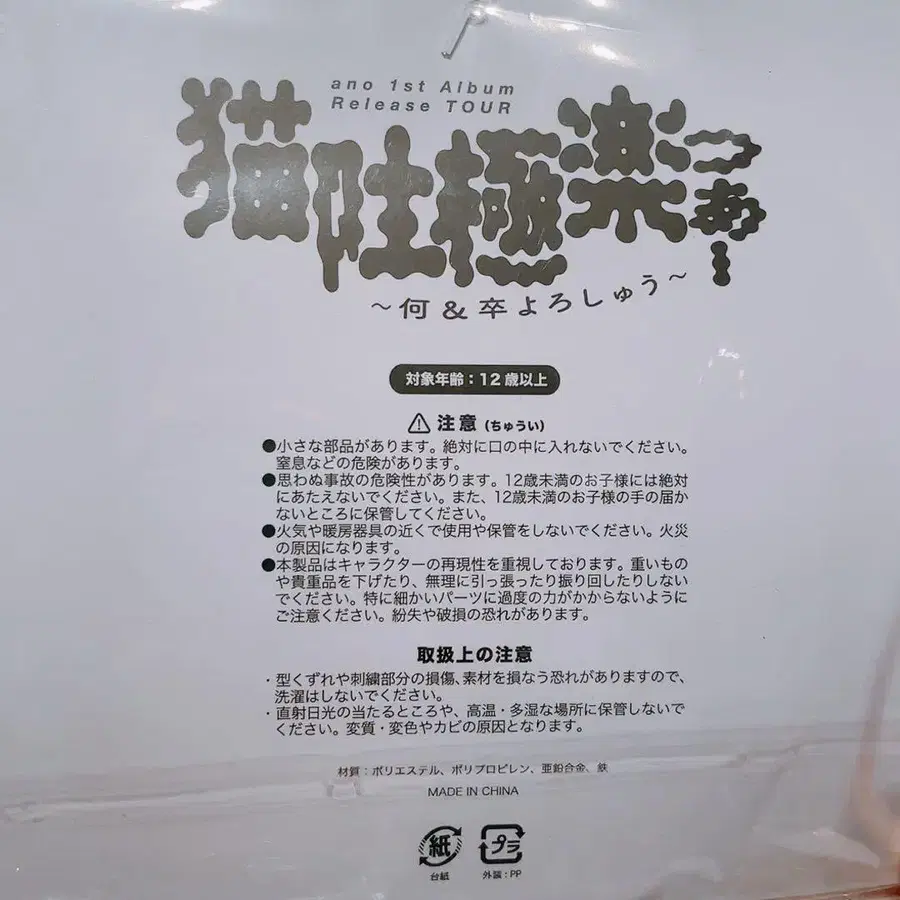 ano 1st Album
Release TOUR
猫吐極楽つあー
~何&卒よろしゅう~
対象年齢:12歳以上
⚠注意(ちゅうい)
●小さな部品があります。絶対に口の中に入れないでください。
窒息などの危険があります。
●思わぬ事故の危険性があります。12歳未満のお子様には絶対
にあたえないでください。また、12歳未満のお子様の手の届か
ないところに保管してください。
●火気や暖房器具の近くで使用や保管をしないでください。火災
の原因になります。
●本製品はキャラクターの再現性を重視しております。重いもの
や貴重品を下げたり、無理に引っ張ったり振り回したりしない
でください。特に細かいパーツに過度の力がかからないように
ご注意ください。紛失や破損の恐れがあります。
取扱上の注意
・型くずれや刺繍部分の損傷、素材を損なう恐れがありますので、
洗濯はしないでください。
・直射日光の当たるところや、高温・多湿な場所に保管しないで
ください。変質・変色やカビの原因となります。
材質:ポリエステル、ポリプロピレン、亜鉛合金、鉄
MADE IN CHINA
紙 プラ
台紙 外装:PP